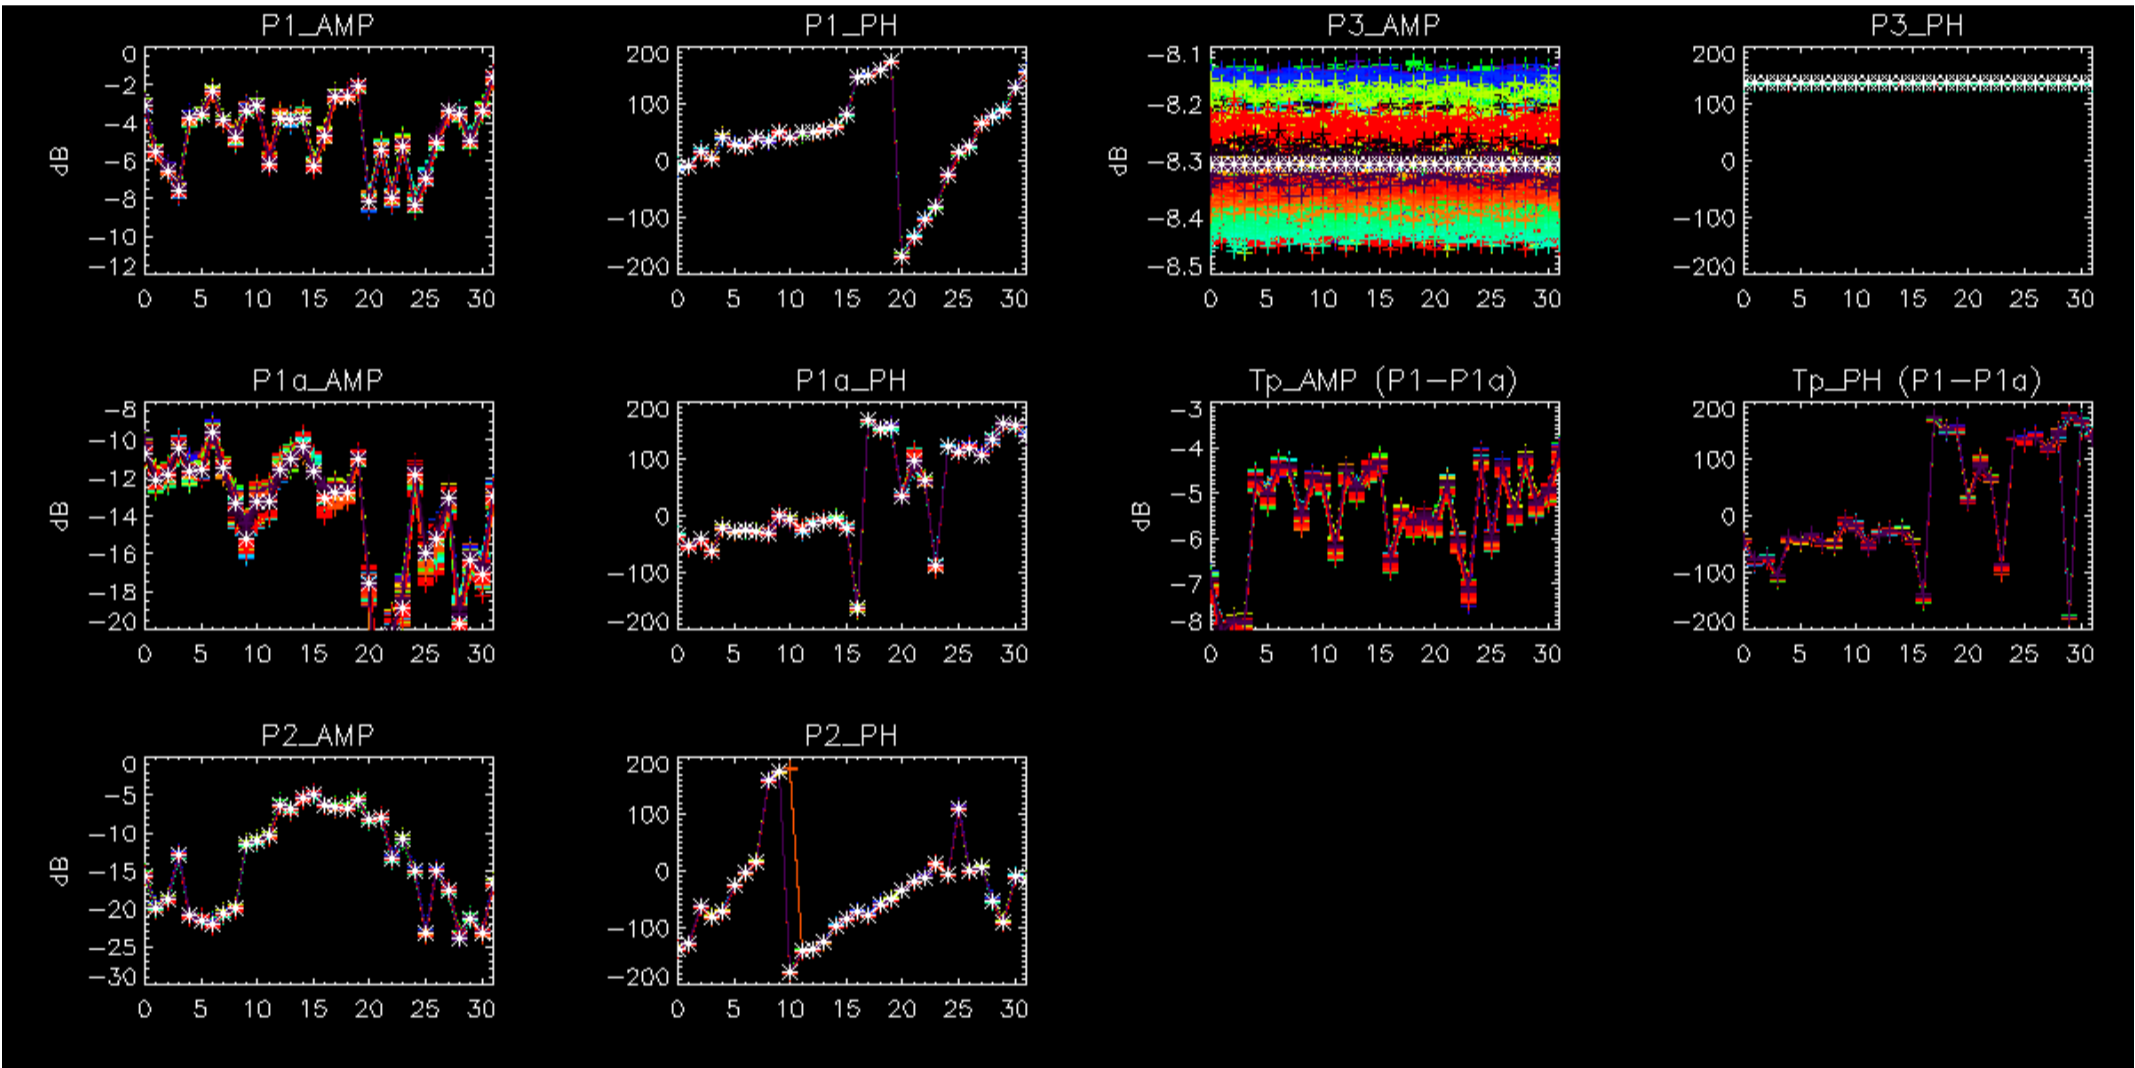 P1_AMP
P1_PH
P3_AMP
P3_PH
0
-2
-4
-6
-8
-10
-12
dB
0 5 10 15 20 25 30
200
100
0
-100
-200
0 5 10 15 20 25 30
-8.1
-8.2
-8.3
-8.4
-8.5
dB
0 5 10 15 20 25 30
200
100
0
-100
-200
0 5 10 15 20 25 30
P1a_AMP
P1a_PH
Tp_AMP (P1-P1a)
Tp_PH (P1-P1a)
-8
-10
-12
-14
-16
-18
-20
dB
0 5 10 15 20 25 30
200
100
0
-100
-200
0 5 10 15 20 25 30
-3
-4
-5
-6
-7
-8
dB
0 5 10 15 20 25 30
200
100
0
-100
-200
0 5 10 15 20 25 30
P2_AMP
P2_PH
0
-5
-10
-15
-20
-25
-30
dB
0 5 10 15 20 25 30
200
100
0
-100
-200
0 5 10 15 20 25 30